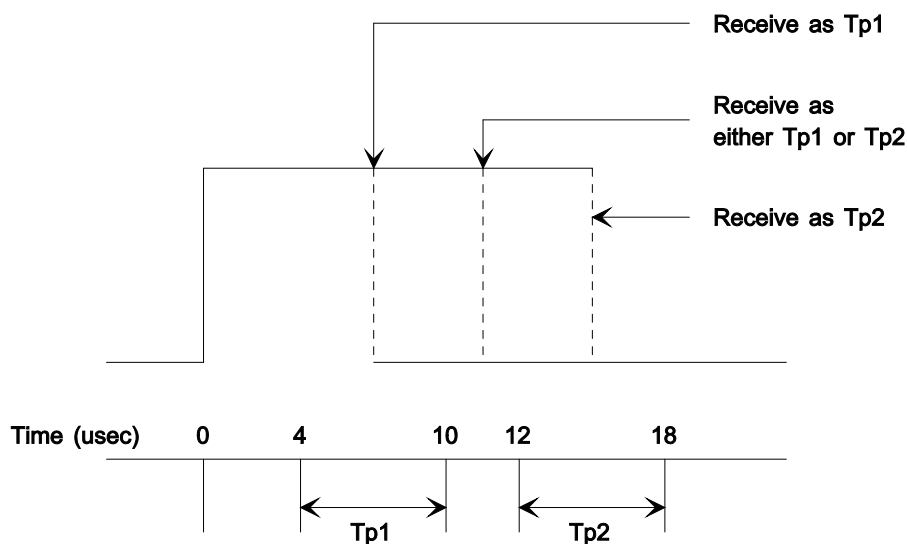 Receive as Tp1
Receive as
either Tp1 or Tp2
Receive as Tp2
Time (usec) 0 4 10 12 18
Tp1 Tp2